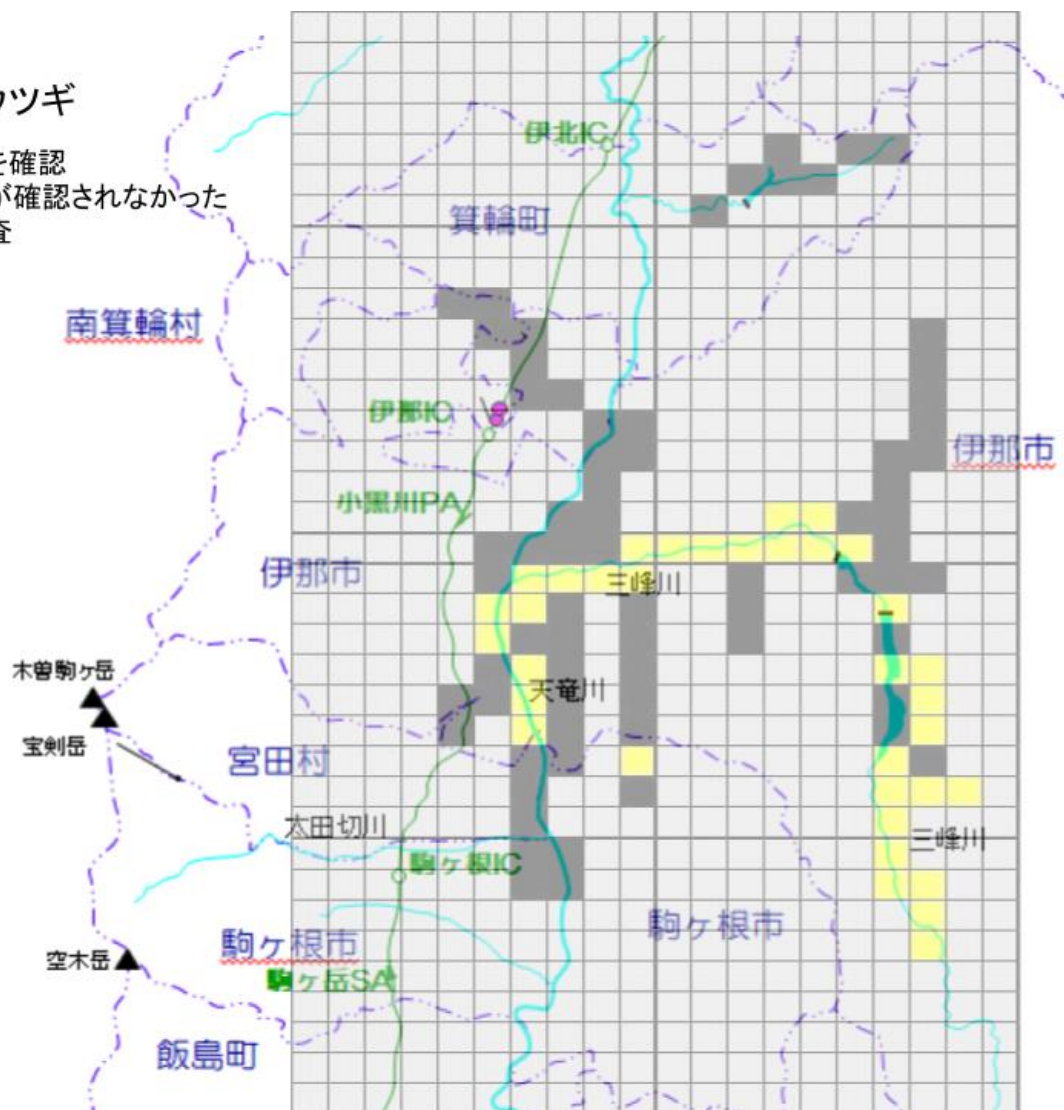 ウツギ
を確認
が確認されなかった
査
伊北IC
箕輪町
南箕輪村
伊那IC
伊那市
小黒川PA
伊那市
三峰川
木曽駒ヶ岳
天竜川
宝剣岳
宮田村
太田切川
三峰川
駒ヶ根IC
駒ヶ根市
駒ヶ根市
空木岳
駒ヶ岳SA
飯島町